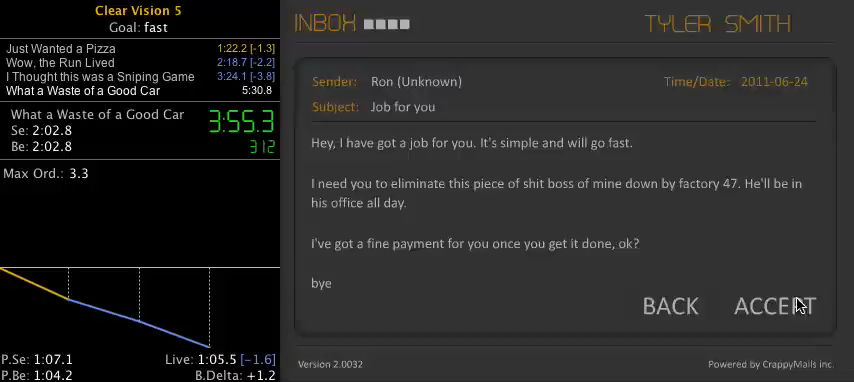 Clear Vision 5
Goal: fast
Just Wanted a Pizza 1:22.2 [-1.3]
Wow, the Run Lived 2:18.7 [-2.2]
I Thought this was a Sniping Game 3:24.1 [-3.8]
What a Waste of a Good Car 5:30.8
What a Waste of a Good Car 3:55.3
Se: 2:02.8
Be: 2:02.8 312
Max Ord.: 3.3
P.Se: 1:07.1 Live: 1:05.5 [-1.6]
P.Be: 1:04.2 B.Delta: +1.2
INBOX TYLER SMITH
Sender: Ron (Unknown) Time/Date: 2011-06-24
Subject: Job for you
Hey, I have got a job for you. It's simple and will go fast.
I need you to eliminate this piece of shit boss of mine down by factory 47. He'll be in
his office all day.
I've got a fine payment for you once you get it done, ok?
bye
BACK ACCEPT
Version 2.0032 Powered by CrappyMails inc.